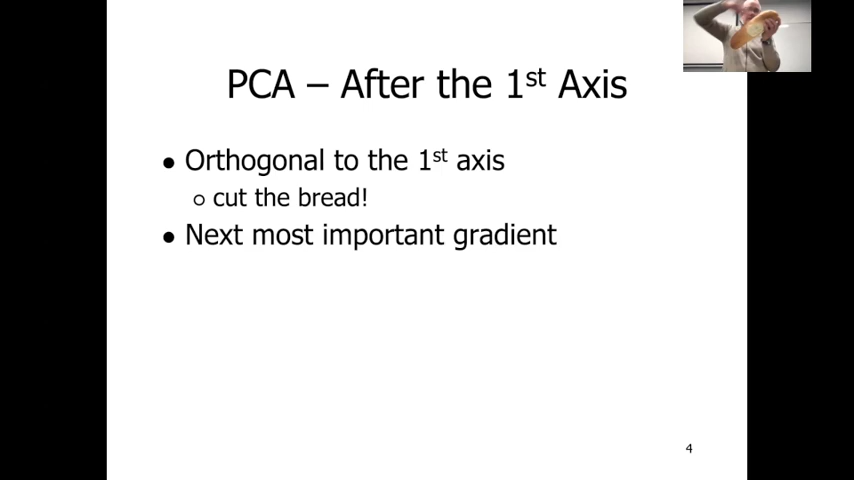 PCA – After the 1st Axis
● Orthogonal to the 1st axis
○ cut the bread!
● Next most important gradient
4